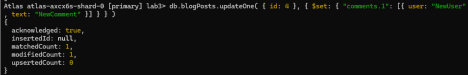 Atlas atlas-axcx6s-shard-0 [primary] lab3> db.blogPosts.updateOne( { id: 4 }, { $set: { "comments.1": [{ user: "NewUser"
, text: "NewComment" }] } } )
{
  acknowledged: true,
  insertedId: null,
  matchedCount: 1,
  modifiedCount: 1,
  upsertedCount: 0
}